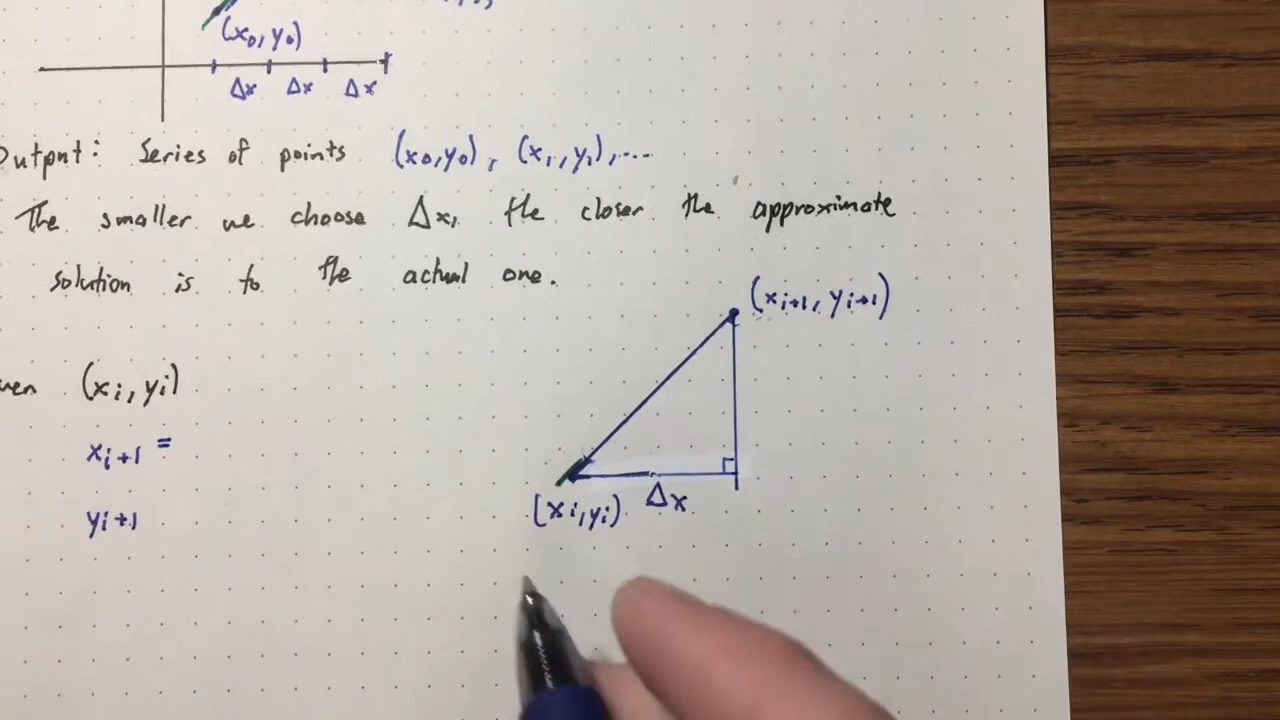 (x₀, y₀)
Δx Δx Δx
Output: Series of points (x₀,y₀), (x₁,y₁),...
The smaller we choose Δx, the closer the approximate
solution is to the actual one.
(xᵢ₊₁, yᵢ₊₁)
(xᵢ, yᵢ)
xᵢ₊₁ =
yᵢ₊₁
(xᵢ,yᵢ) Δx